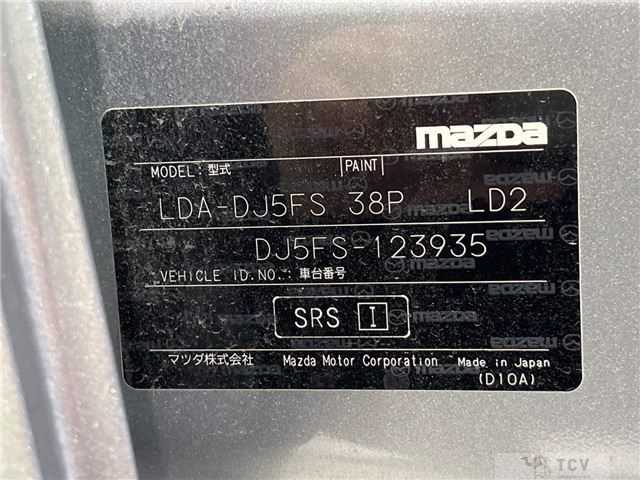 mazda
MODEL: 型式 PAINT
LDA-DJ5FS 38P LD2
DJ5FS-123935
VEHICLE ID.NO.: 車台番号
SRS I
マツダ株式会社 Mazda Motor Corporation Made in Japan
(D10A)
TCV